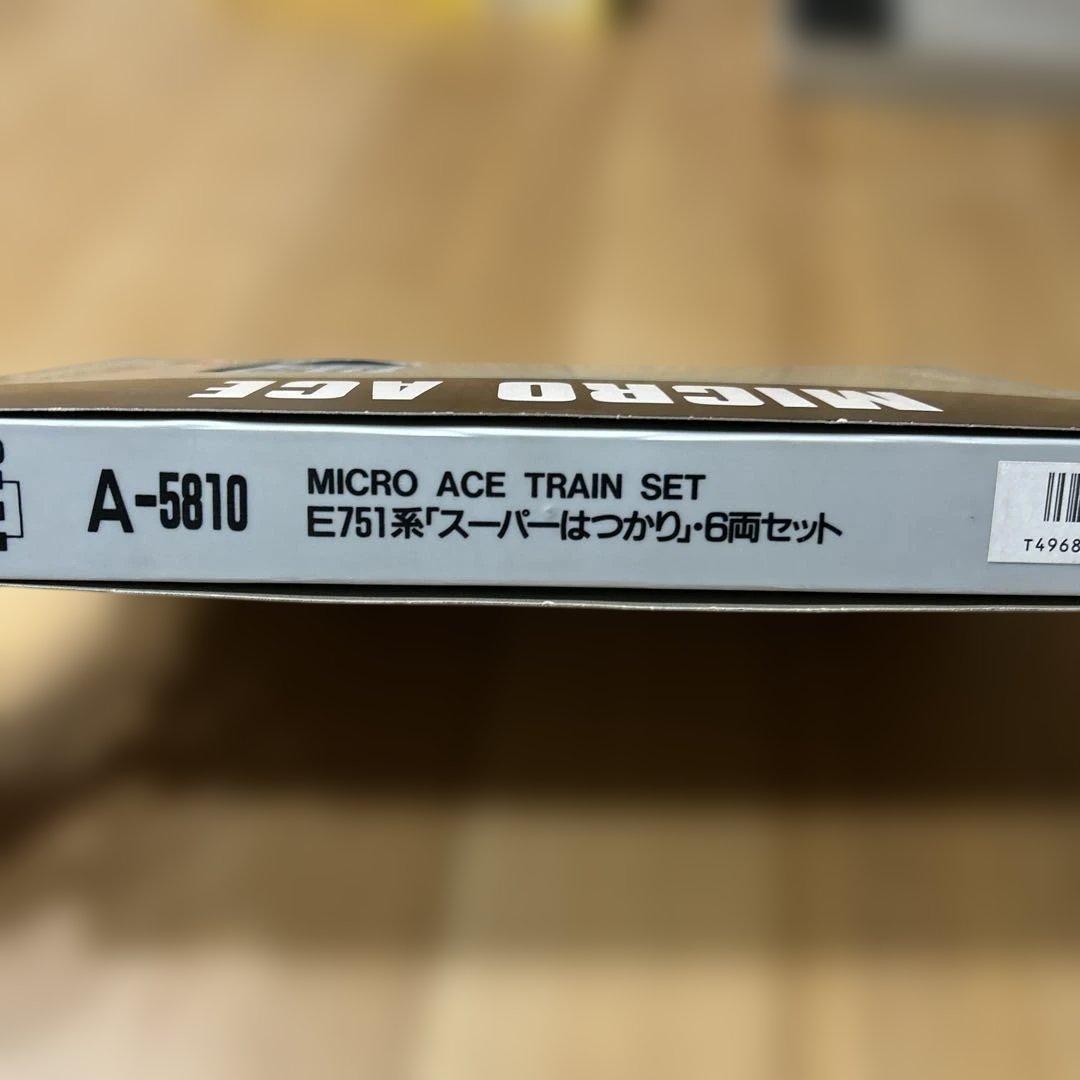 MICRO ACE
A-5810
MICRO ACE TRAIN SET
E751系「スーパーはつかり」・6両セット
T4968